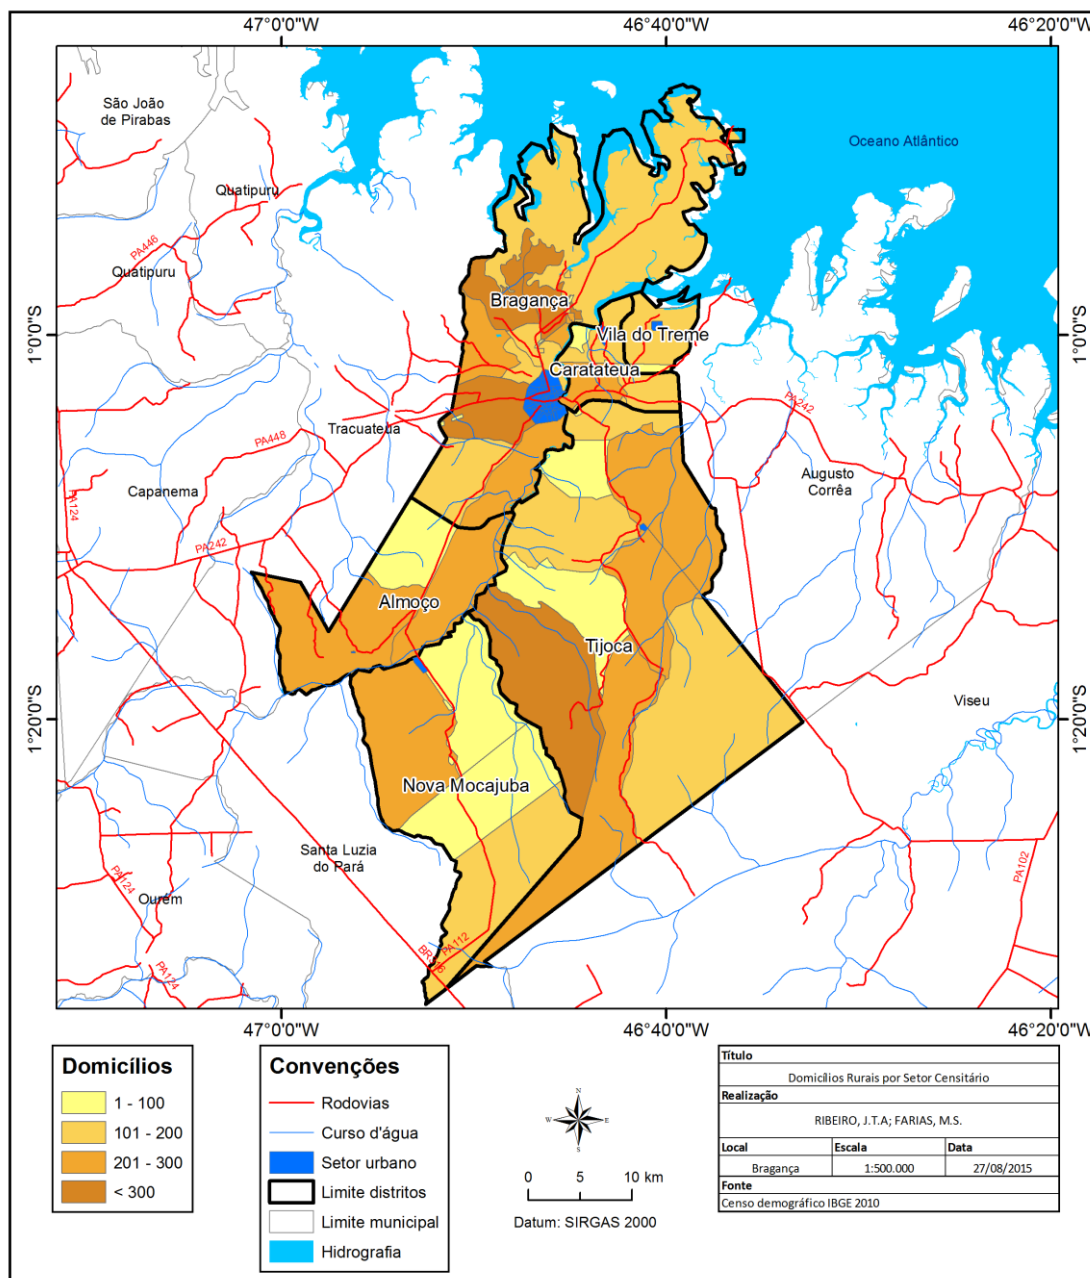 47°0'0"W
46°40'0"W
46°20'0"W
São João
de Pirabas
Oceano Atlântico
Quatipuru
PA446
Quatipuru
Bragança
1°0'0"S
Vila do Treme
1°0'0"S
Caratateua
PA242
Tracuateua
PA448
Augusto
Corrêa
Capanema
PA124
PA242
Almoço
Tijoca
Viseu
1°20'0"S
1°20'0"S
Nova Mocajuba
Santa Luzia
do Pará
PA124
Ourém
PA102
PA112
BR316
PA124
47°0'0"W
46°40'0"W
46°20'0"W
Domicílios
1 - 100
101 - 200
201 - 300
< 300
Convenções
Rodovias
Curso d'água
Setor urbano
Limite distritos
Limite municipal
Hidrografia
N
W
E
S
0 5 10 km
Datum: SIRGAS 2000
Título
Domicílios Rurais por Setor Censitário
Realização
RIBEIRO, J.T.A; FARIAS, M.S.
Local Escala Data
Bragança 1:500.000 27/08/2015
Fonte
Censo demográfico IBGE 2010